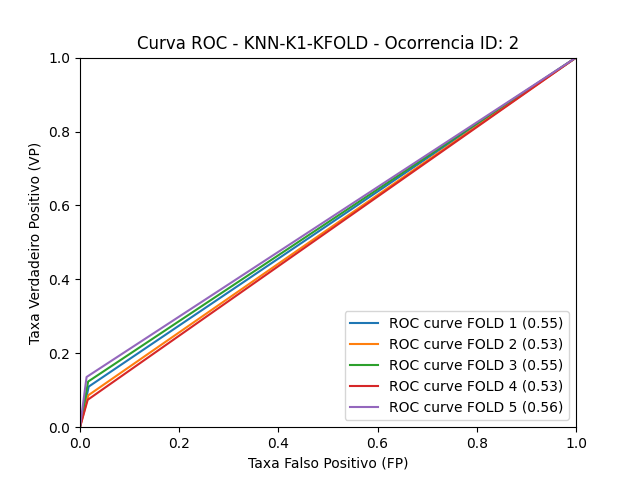 Curva ROC - KNN-K1-KFOLD - Ocorrencia ID: 2
1.0
0.8
0.6
0.4
0.2
0.0
Taxa Verdadeiro Positivo (VP)
ROC curve FOLD 1 (0.55)
ROC curve FOLD 2 (0.53)
ROC curve FOLD 3 (0.55)
ROC curve FOLD 4 (0.53)
ROC curve FOLD 5 (0.56)
0.0 0.2 0.4 0.6 0.8 1.0
Taxa Falso Positivo (FP)